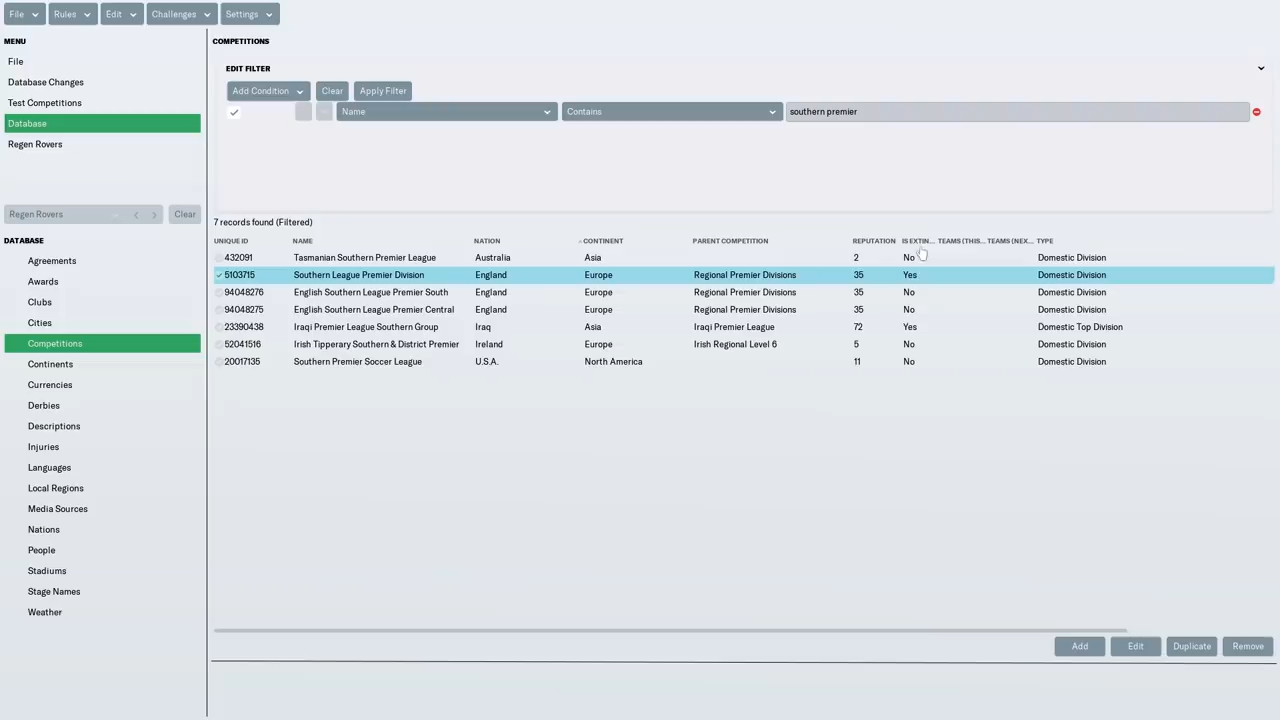 File Rules Edit Challenges Settings
MENU
File
Database Changes
Test Competitions
Database
Regen Rovers
Regen Rovers Clear
DATABASE
Agreements
Awards
Clubs
Cities
Competitions
Continents
Currencies
Derbies
Descriptions
Injuries
Languages
Local Regions
Media Sources
Nations
People
Stadiums
Stage Names
Weather
COMPETITIONS
EDIT FILTER
Add Condition Clear Apply Filter
Name Contains southern premier
7 records found (Filtered)
UNIQUE ID NAME NATION CONTINENT PARENT COMPETITION REPUTATION IS EXTIN... TEAMS (THIS... TEAMS (NEX... TYPE
432091 Tasmanian Southern Premier League Australia Asia 2 No Domestic Division
5103715 Southern League Premier Division England Europe Regional Premier Divisions 35 Yes Domestic Division
94048276 English Southern League Premier South England Europe Regional Premier Divisions 35 No Domestic Division
94048275 English Southern League Premier Central England Europe Regional Premier Divisions 35 No Domestic Division
23390438 Iraqi Premier League Southern Group Iraq Asia Iraqi Premier League 72 Yes Domestic Top Division
52041516 Irish Tipperary Southern & District Premier Ireland Europe Irish Regional Level 6 5 No Domestic Division
20017135 Southern Premier Soccer League U.S.A. North America 11 No Domestic Division
Add Edit Duplicate Remove